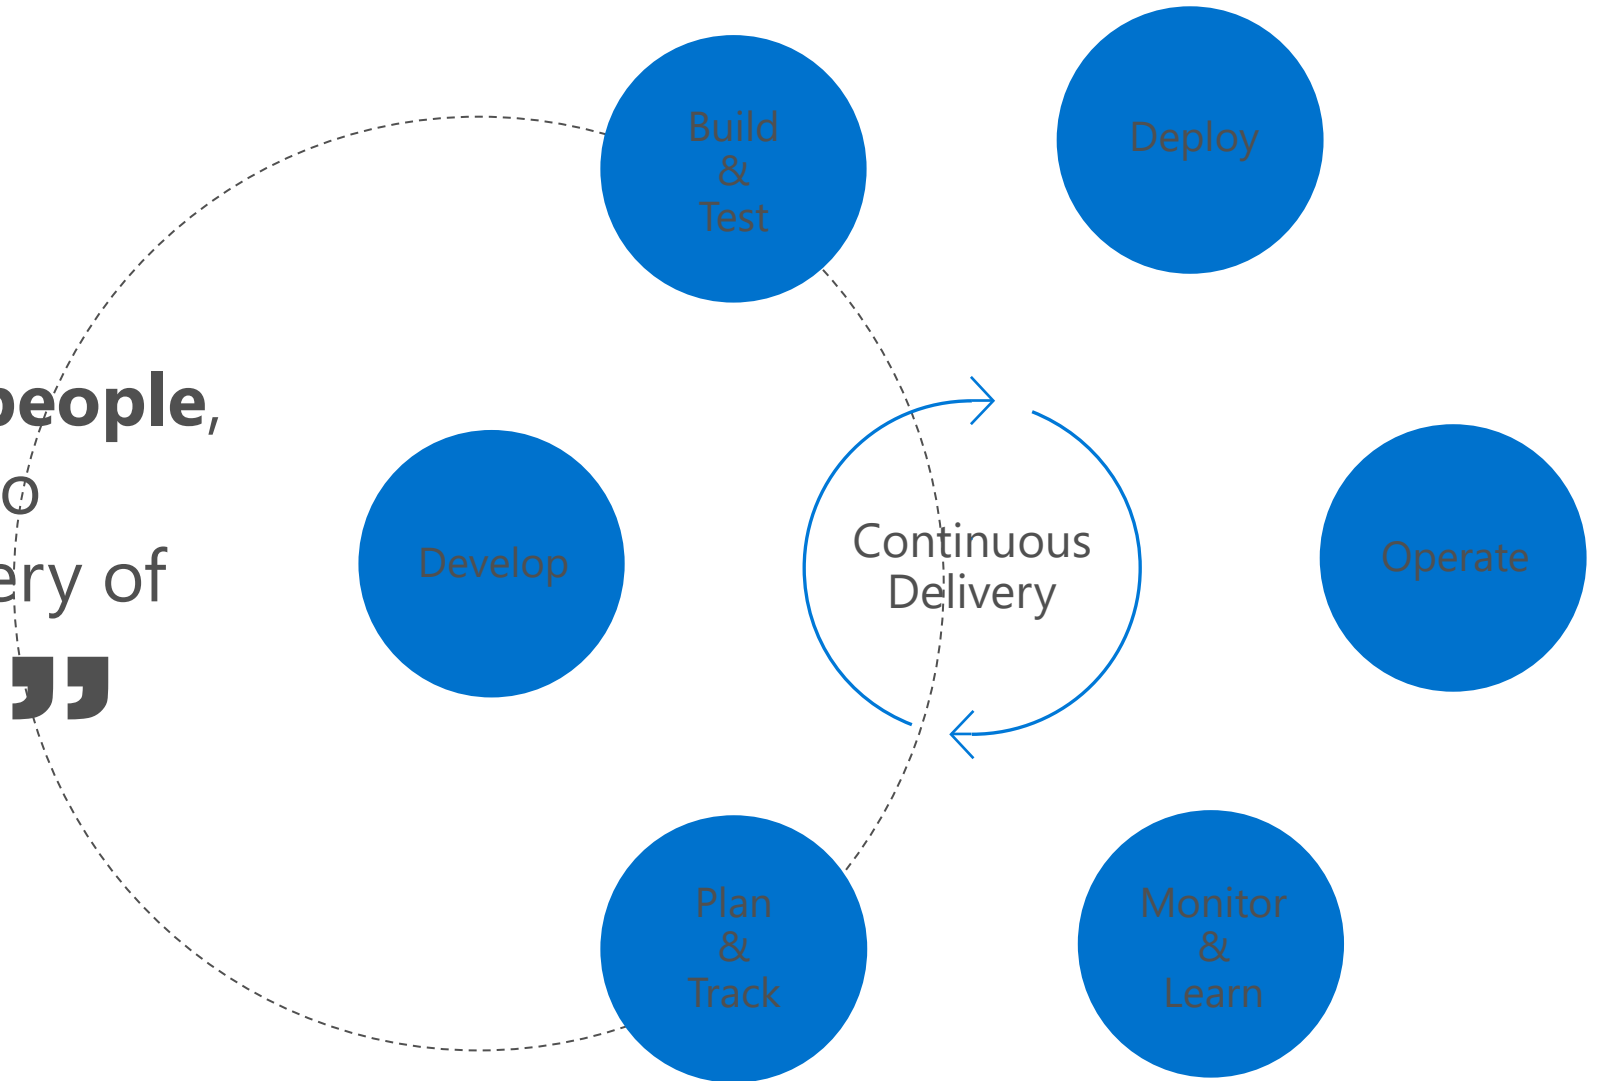 people,
o
ery of
”
Build
&
Test
Deploy
Develop
Continuous
Delivery
Operate
Plan
&
Track
Monitor
&
Learn